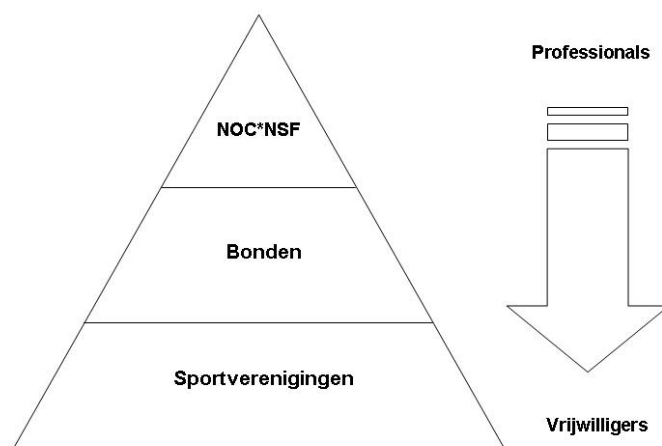 Professionals
NOC*NSF
Bonden
Sportverenigingen
Vrijwilligers